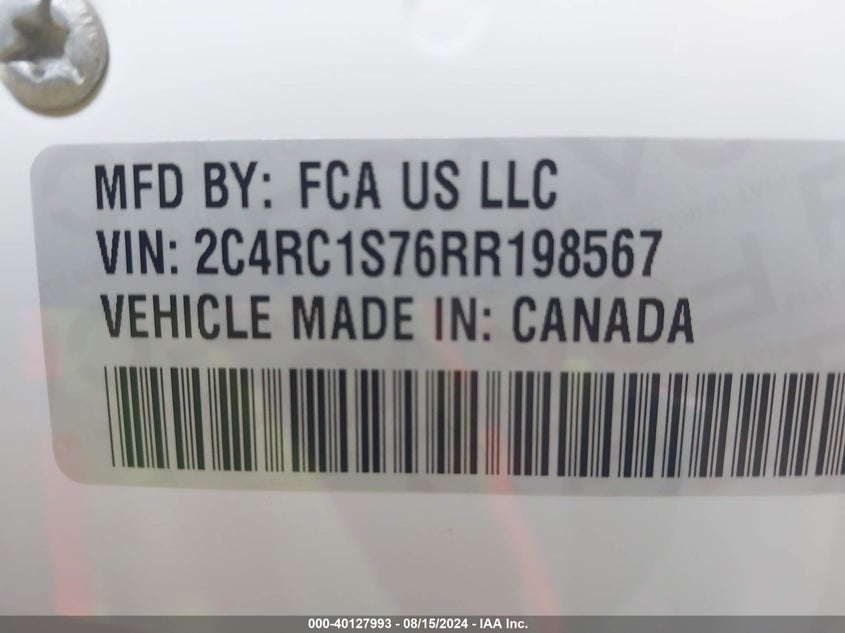 MFD BY: FCA US LLC
VIN: 2C4RC1S76RR198567
VEHICLE MADE IN: CANADA
000-40127993 - 08/15/2024 - IAA Inc.